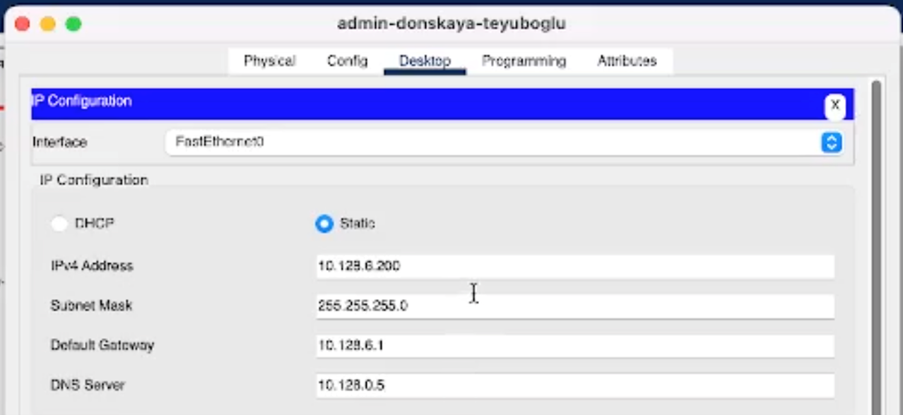 admin-donskaya-teyuboglu
Physical Config Desktop Programming Attributes
IP Configuration
X
Interface FastEthernet0
IP Configuration
DHCP Static
IPv4 Address 10.128.6.200
Subnet Mask 255.255.255.0
Default Gateway 10.128.6.1
DNS Server 10.128.0.5